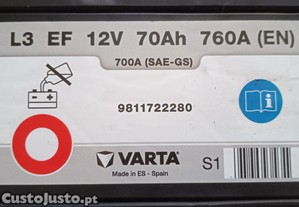 L3 EF 12V 70Ah 760A (EN)
700A (SAE-GS)
9811722280
VARTA
Made in ES - Spain
S1
CustoJusto.pt